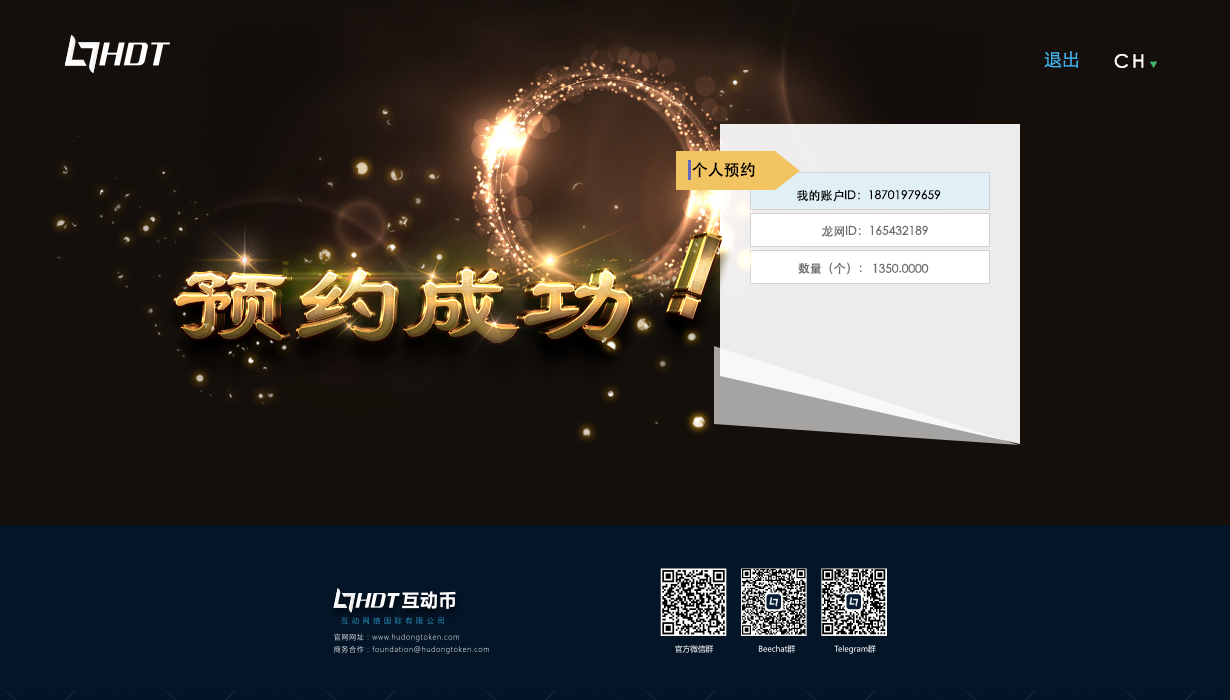 HDT
退出
CH
个人预约
我的账户ID：18701979659
龙网ID：165432189
数量（个）：1350.0000
预约成功!
HDT互动币
互动网络国际有限公司
官网网址：www.hudongtoken.com
商务合作：foundation@hudongtoken.com
官方微信群
Beechat群
Telegram群